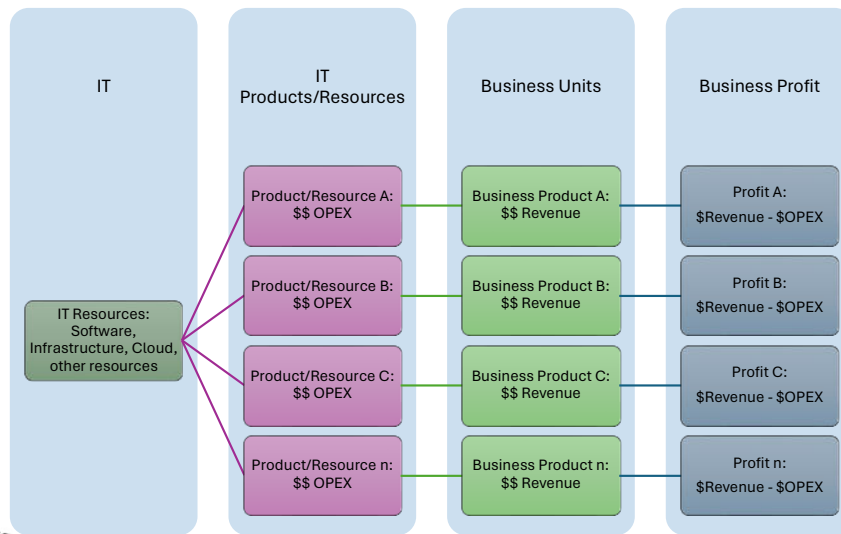 IT
IT
Products/Resources
Business Units
Business Profit
IT Resources:
Software,
Infrastructure, Cloud,
other resources
Product/Resource A:
$$ OPEX
Business Product A:
$$ Revenue
Profit A:
$Revenue - $OPEX
Product/Resource B:
$$ OPEX
Business Product B:
$$ Revenue
Profit B:
$Revenue - $OPEX
Product/Resource C:
$$ OPEX
Business Product C:
$$ Revenue
Profit C:
$Revenue - $OPEX
Product/Resource n:
$$ OPEX
Business Product n:
$$ Revenue
Profit n:
$Revenue - $OPEX